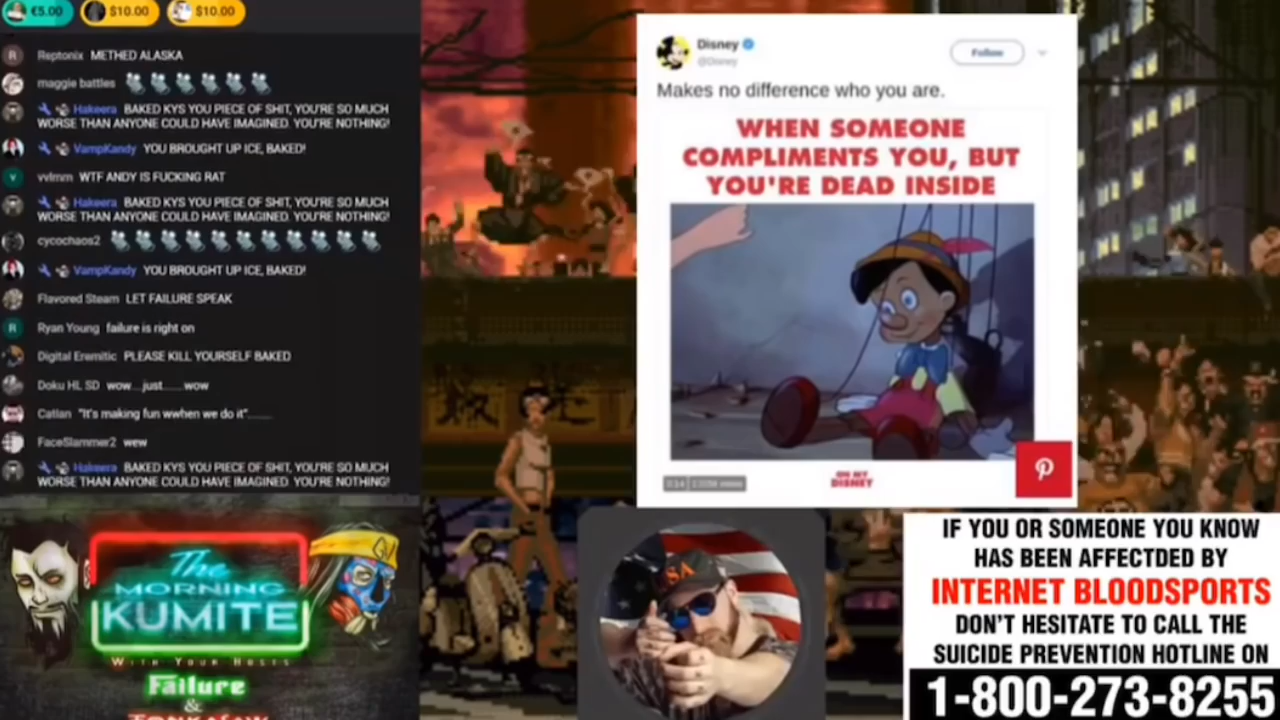 €5.00 $10.00 $10.00
Reptonix METHED ALASKA
maggie battles
Hakeera BAKED KYS YOU PIECE OF SHIT, YOU'RE SO MUCH
WORSE THAN ANYONE COULD HAVE IMAGINED. YOU'RE NOTHING!
VampKandy YOU BROUGHT UP ICE, BAKED!
vvlmm WTF ANDY IS FUCKING RAT
Hakeera BAKED KYS YOU PIECE OF SHIT, YOU'RE SO MUCH
WORSE THAN ANYONE COULD HAVE IMAGINED. YOU'RE NOTHING!
cycochaos2
VampKandy YOU BROUGHT UP ICE, BAKED!
Flavored Steam LET FAILURE SPEAK
Ryan Young failure is right on
Digital Eremitic PLEASE KILL YOURSELF BAKED
Doku HL SD wow....just.......wow
Catlan "It's making fun wwhen we do it".........
FaceSlammer2 wew
Hakeera BAKED KYS YOU PIECE OF SHIT, YOU'RE SO MUCH
WORSE THAN ANYONE COULD HAVE IMAGINED. YOU'RE NOTHING!
The
MORNING
KUMITE
With Your Hosts
Failure
&
Disney
@Disney
Follow
Makes no difference who you are.
WHEN SOMEONE
COMPLIMENTS YOU, BUT
YOU'RE DEAD INSIDE
0:14
OH MY
DISNEY
IF YOU OR SOMEONE YOU KNOW
HAS BEEN AFFECTDED BY
INTERNET BLOODSPORTS
DON'T HESITATE TO CALL THE
SUICIDE PREVENTION HOTLINE ON
1-800-273-8255